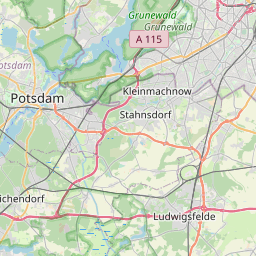 Grunewald
Grunewald
A 115
otsdam
Kleinmachnow
Potsdam
Stahnsdorf
ichendorf
Ludwigsfelde